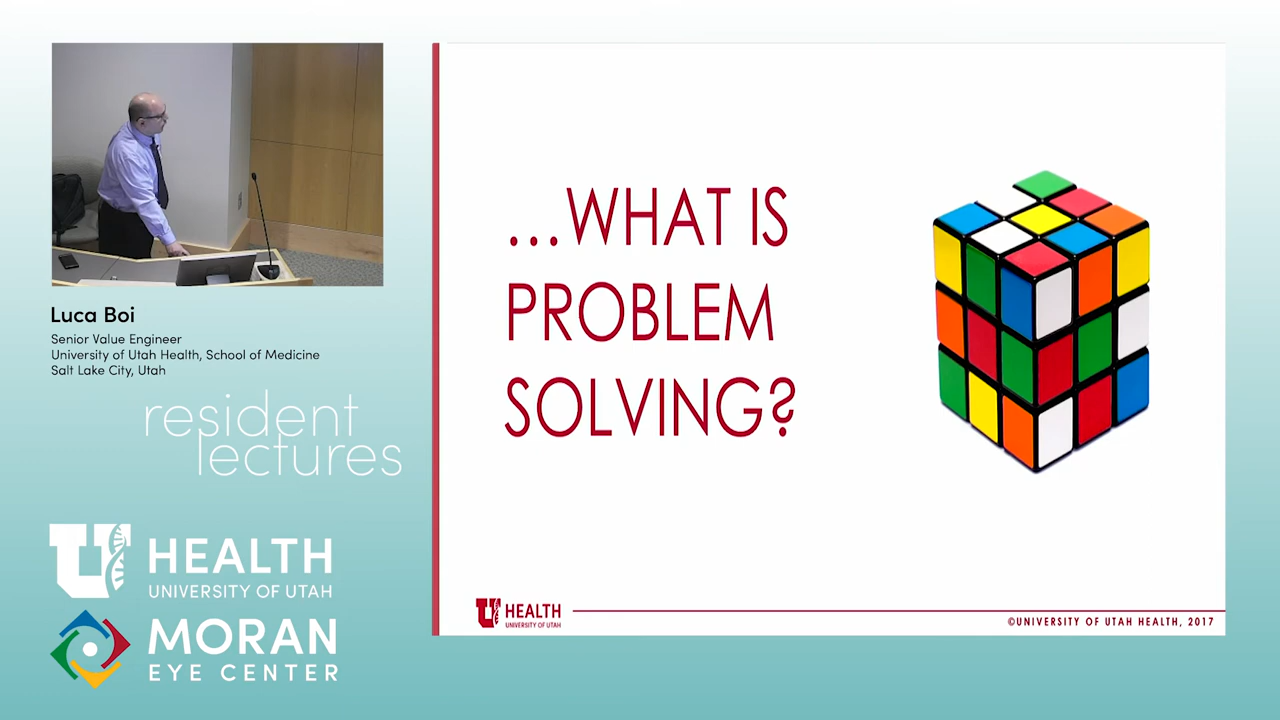 Luca Boi
Senior Value Engineer
University of Utah Health, School of Medicine
Salt Lake City, Utah
resident
lectures
U HEALTH
UNIVERSITY OF UTAH
MORAN
EYE CENTER
...WHAT IS
PROBLEM
SOLVING?
U HEALTH
UNIVERSITY OF UTAH
©UNIVERSITY OF UTAH HEALTH, 2017